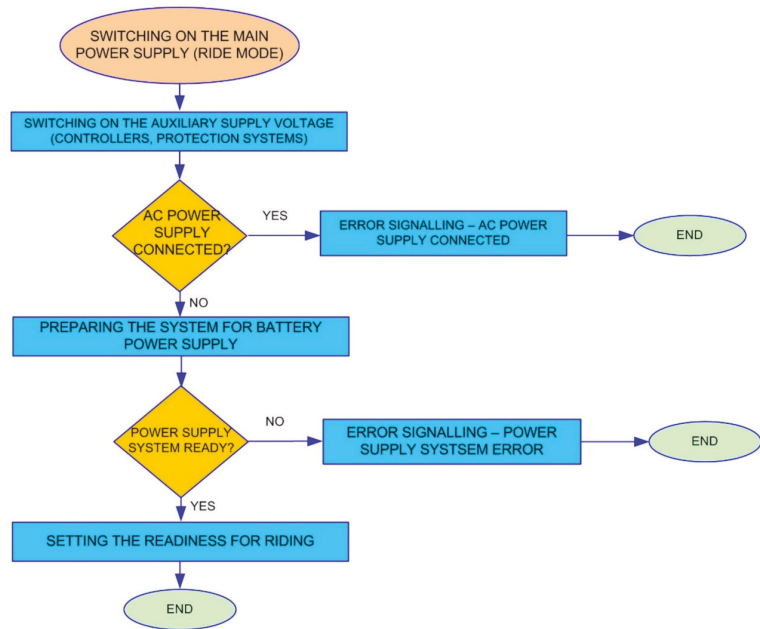 SWITCHING ON THE MAIN
POWER SUPPLY (RIDE MODE)
SWITCHING ON THE AUXILIARY SUPPLY VOLTAGE
(CONTROLLERS, PROTECTION SYSTEMS)
AC POWER
SUPPLY
CONNECTED?
YES
ERROR SIGNALLING – AC POWER
SUPPLY CONNECTED
END
NO
PREPARING THE SYSTEM FOR BATTERY
POWER SUPPLY
POWER SUPPLY
SYSTEM READY?
NO
ERROR SIGNALLING – POWER
SUPPLY SYSTSEM ERROR
END
YES
SETTING THE READINESS FOR RIDING
END